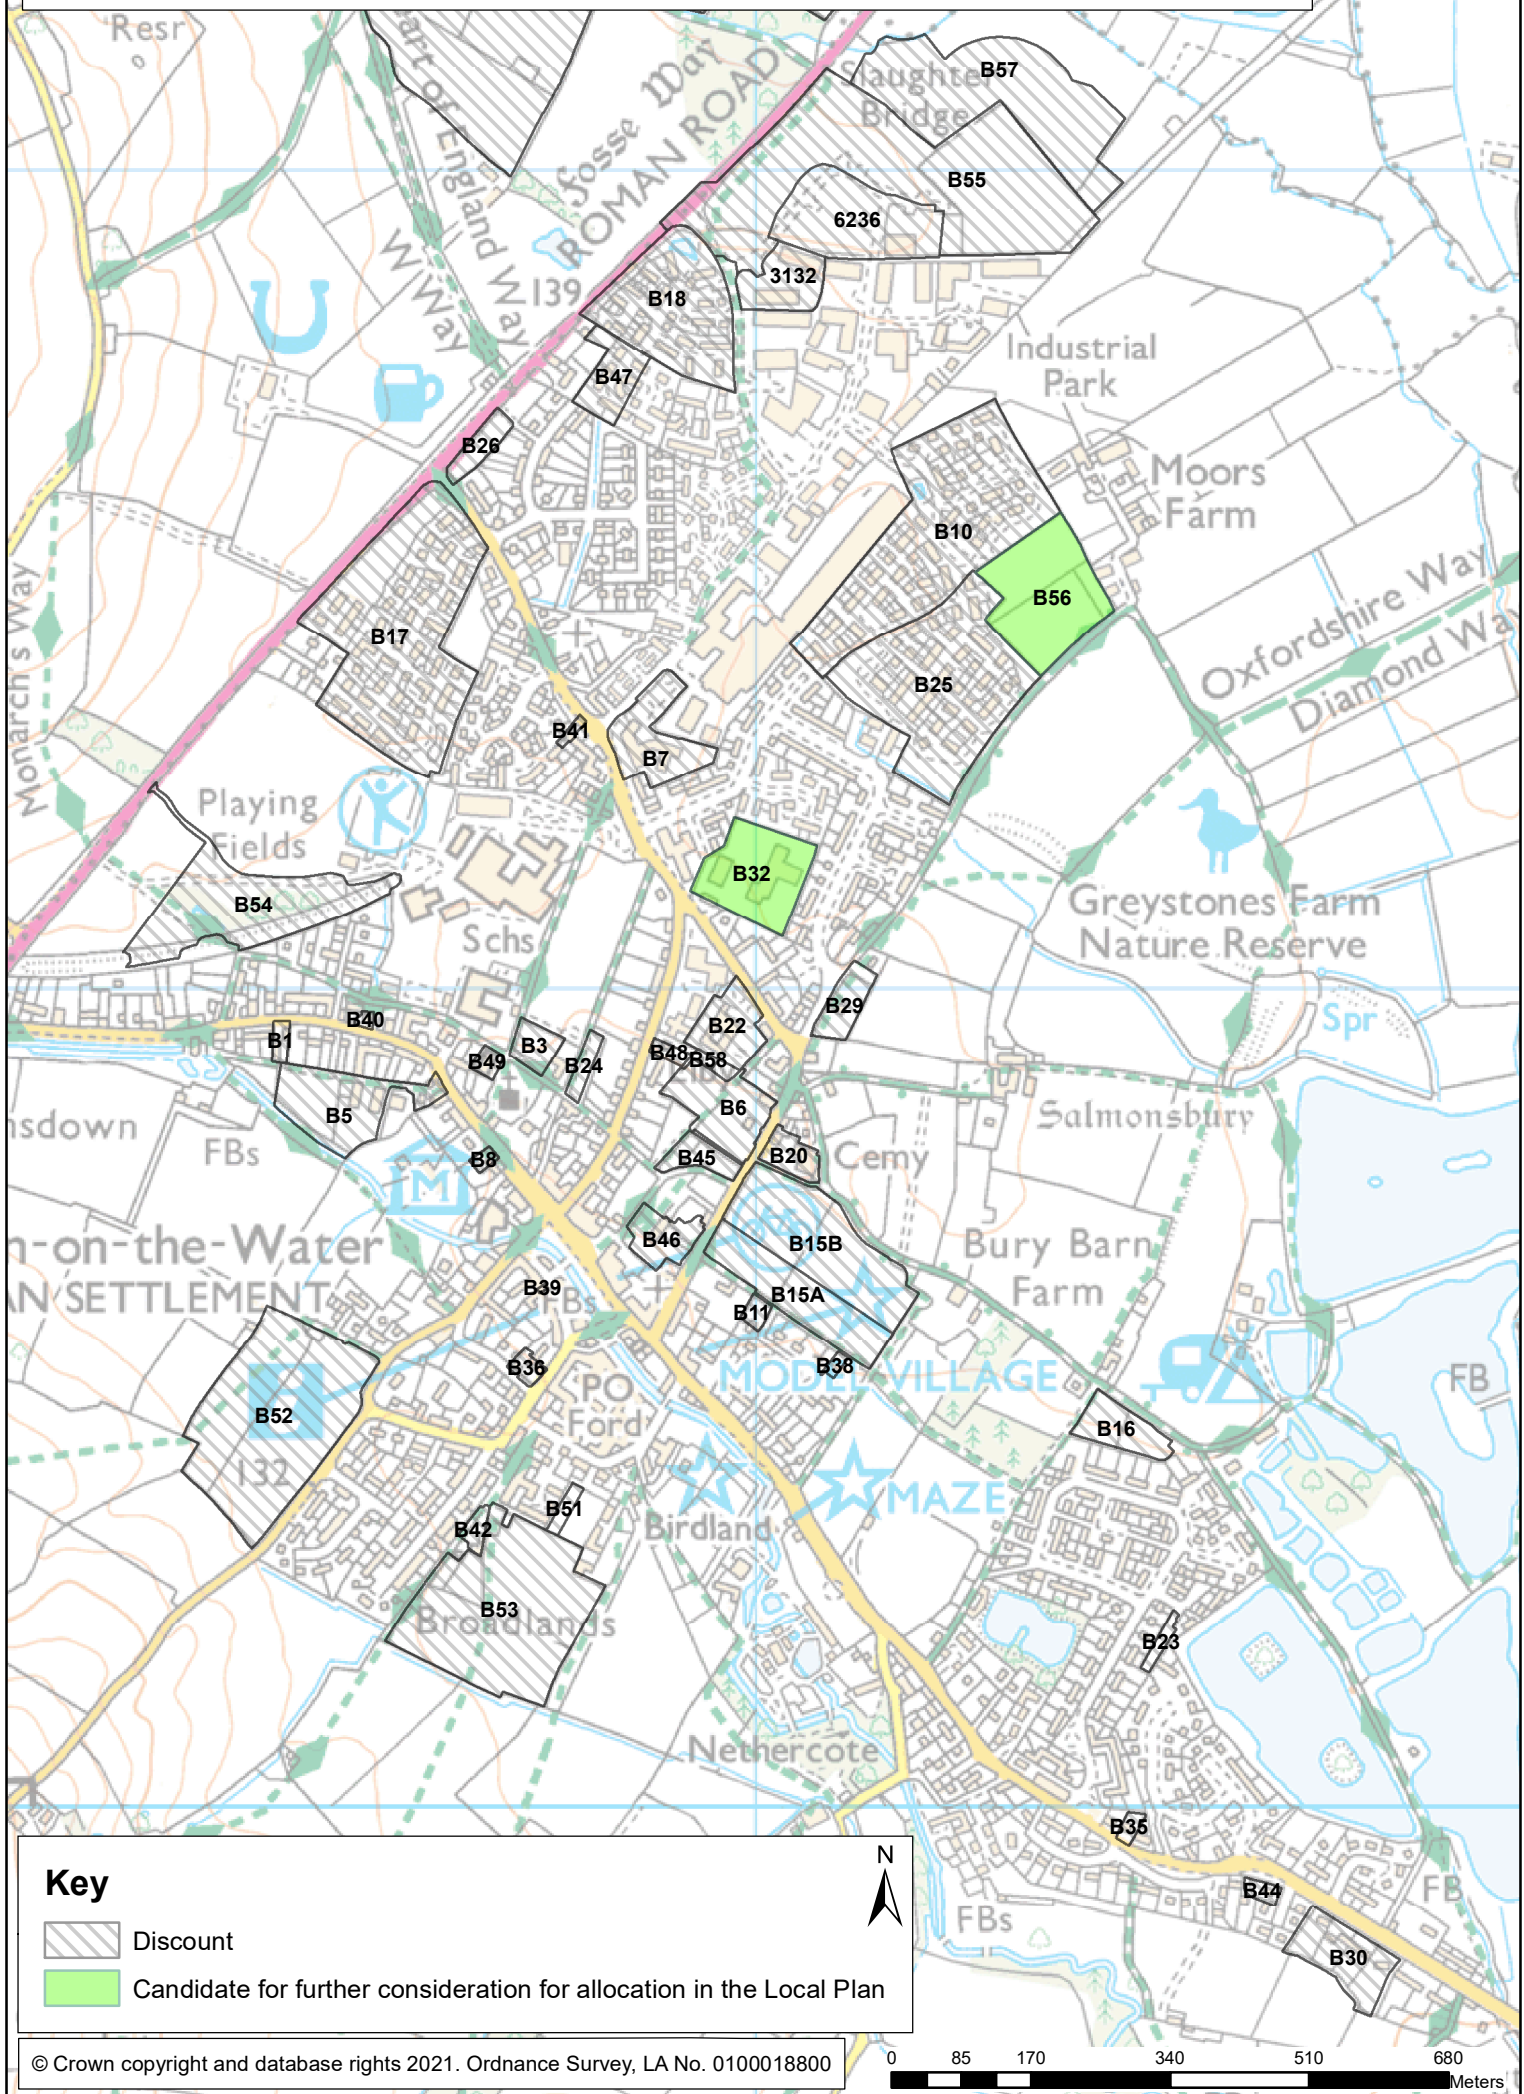 Resr
Heart of England Way
Fosse Way
ROMAN ROAD
Slaughter
Bridge
B57
B55
6236
3132
139
B18
W Way
B47
Industrial
Park
B26
Moors
Farm
B10
B56
Oxfordshire Way
Diamond Wa
Monarch's Way
B17
B25
B41
B7
Playing
Fields
B32
B54
Greystones Farm
Nature Reserve
Schs
B29
Spr
B40
B1
B22
B3
B49
B24
B48
B58
nsdown
B5
FBs
B6
Salmonsbury
B8
M
B45
B20
Cemy
n-on-the-Water
AN SETTLEMENT
B46
B15B
Bury Barn
Farm
B39
FBs
B15A
B11
B36
B38
MODEL VILLAGE
PO
Ford
FB
B52
132
B16
MAZE
B51
Birdland
B42
B53
Broadlands
B23
Nethercote
B35
B44
FB
FBs
B30
Key
N
Discount
Candidate for further consideration for allocation in the Local Plan
© Crown copyright and database rights 2021. Ordnance Survey, LA No. 0100018800
0 85 170 340 510 680
Meters